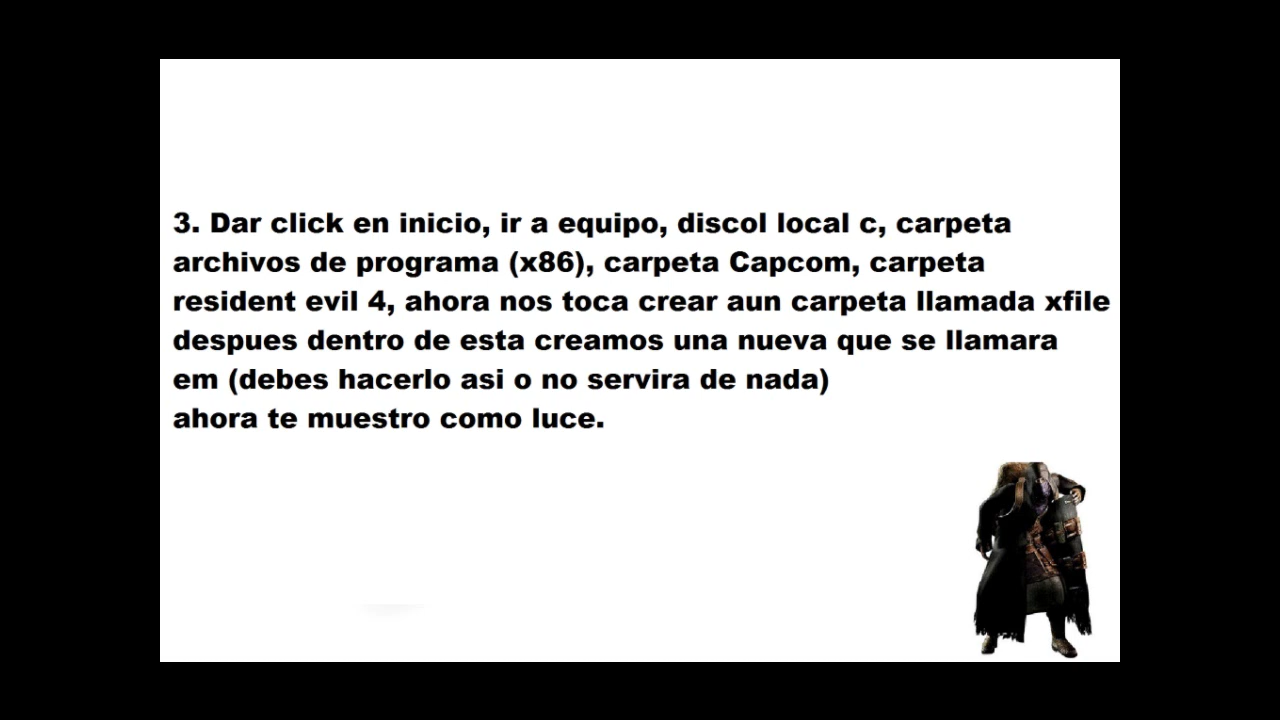 3. Dar click en inicio, ir a equipo, discol local c, carpeta
archivos de programa (x86), carpeta Capcom, carpeta
resident evil 4, ahora nos toca crear aun carpeta llamada xfile
despues dentro de esta creamos una nueva que se llamara
em (debes hacerlo asi o no servira de nada)
ahora te muestro como luce.